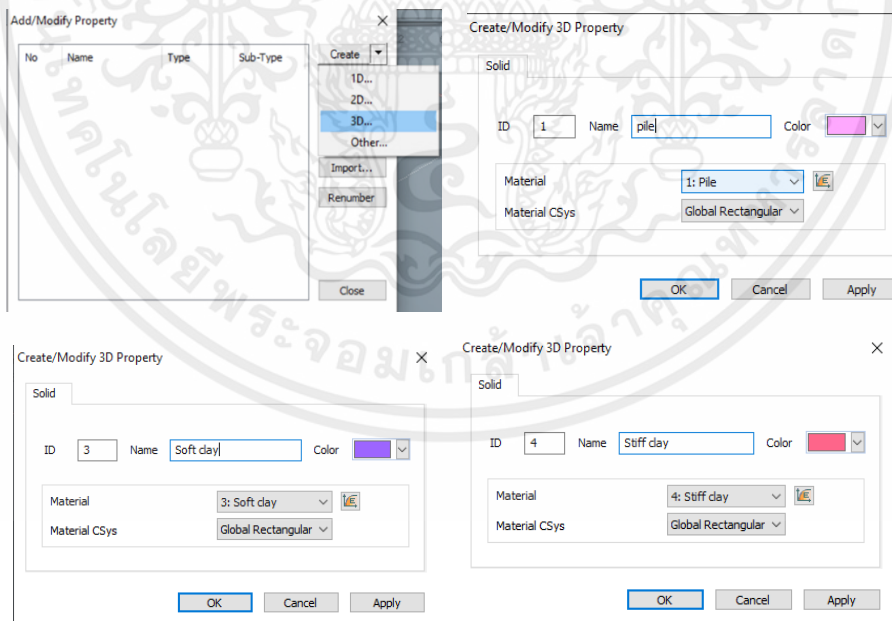 Add/Modify Property
No Name Type Sub-Type
Create
1D...
2D...
3D...
Other...
Import...
Renumber
Close
Create/Modify 3D Property
Solid
ID 1 Name pile Color
Material 1: Pile
Material CSys Global Rectangular
OK Cancel Apply
Create/Modify 3D Property
Solid
ID 3 Name Soft clay Color
Material 3: Soft clay
Material CSys Global Rectangular
OK Cancel Apply
Create/Modify 3D Property
Solid
ID 4 Name Stiff clay Color
Material 4: Stiff clay
Material CSys Global Rectangular
OK Cancel Apply